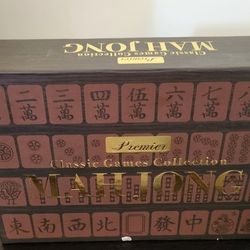 Premier
Classic Games Collection
MAHJONG
二 三 四 伍 六 七
萬 萬 萬 萬 萬 萬
Premier
Classic Games Collection
MAHJONG
東 南 西 北 發 中